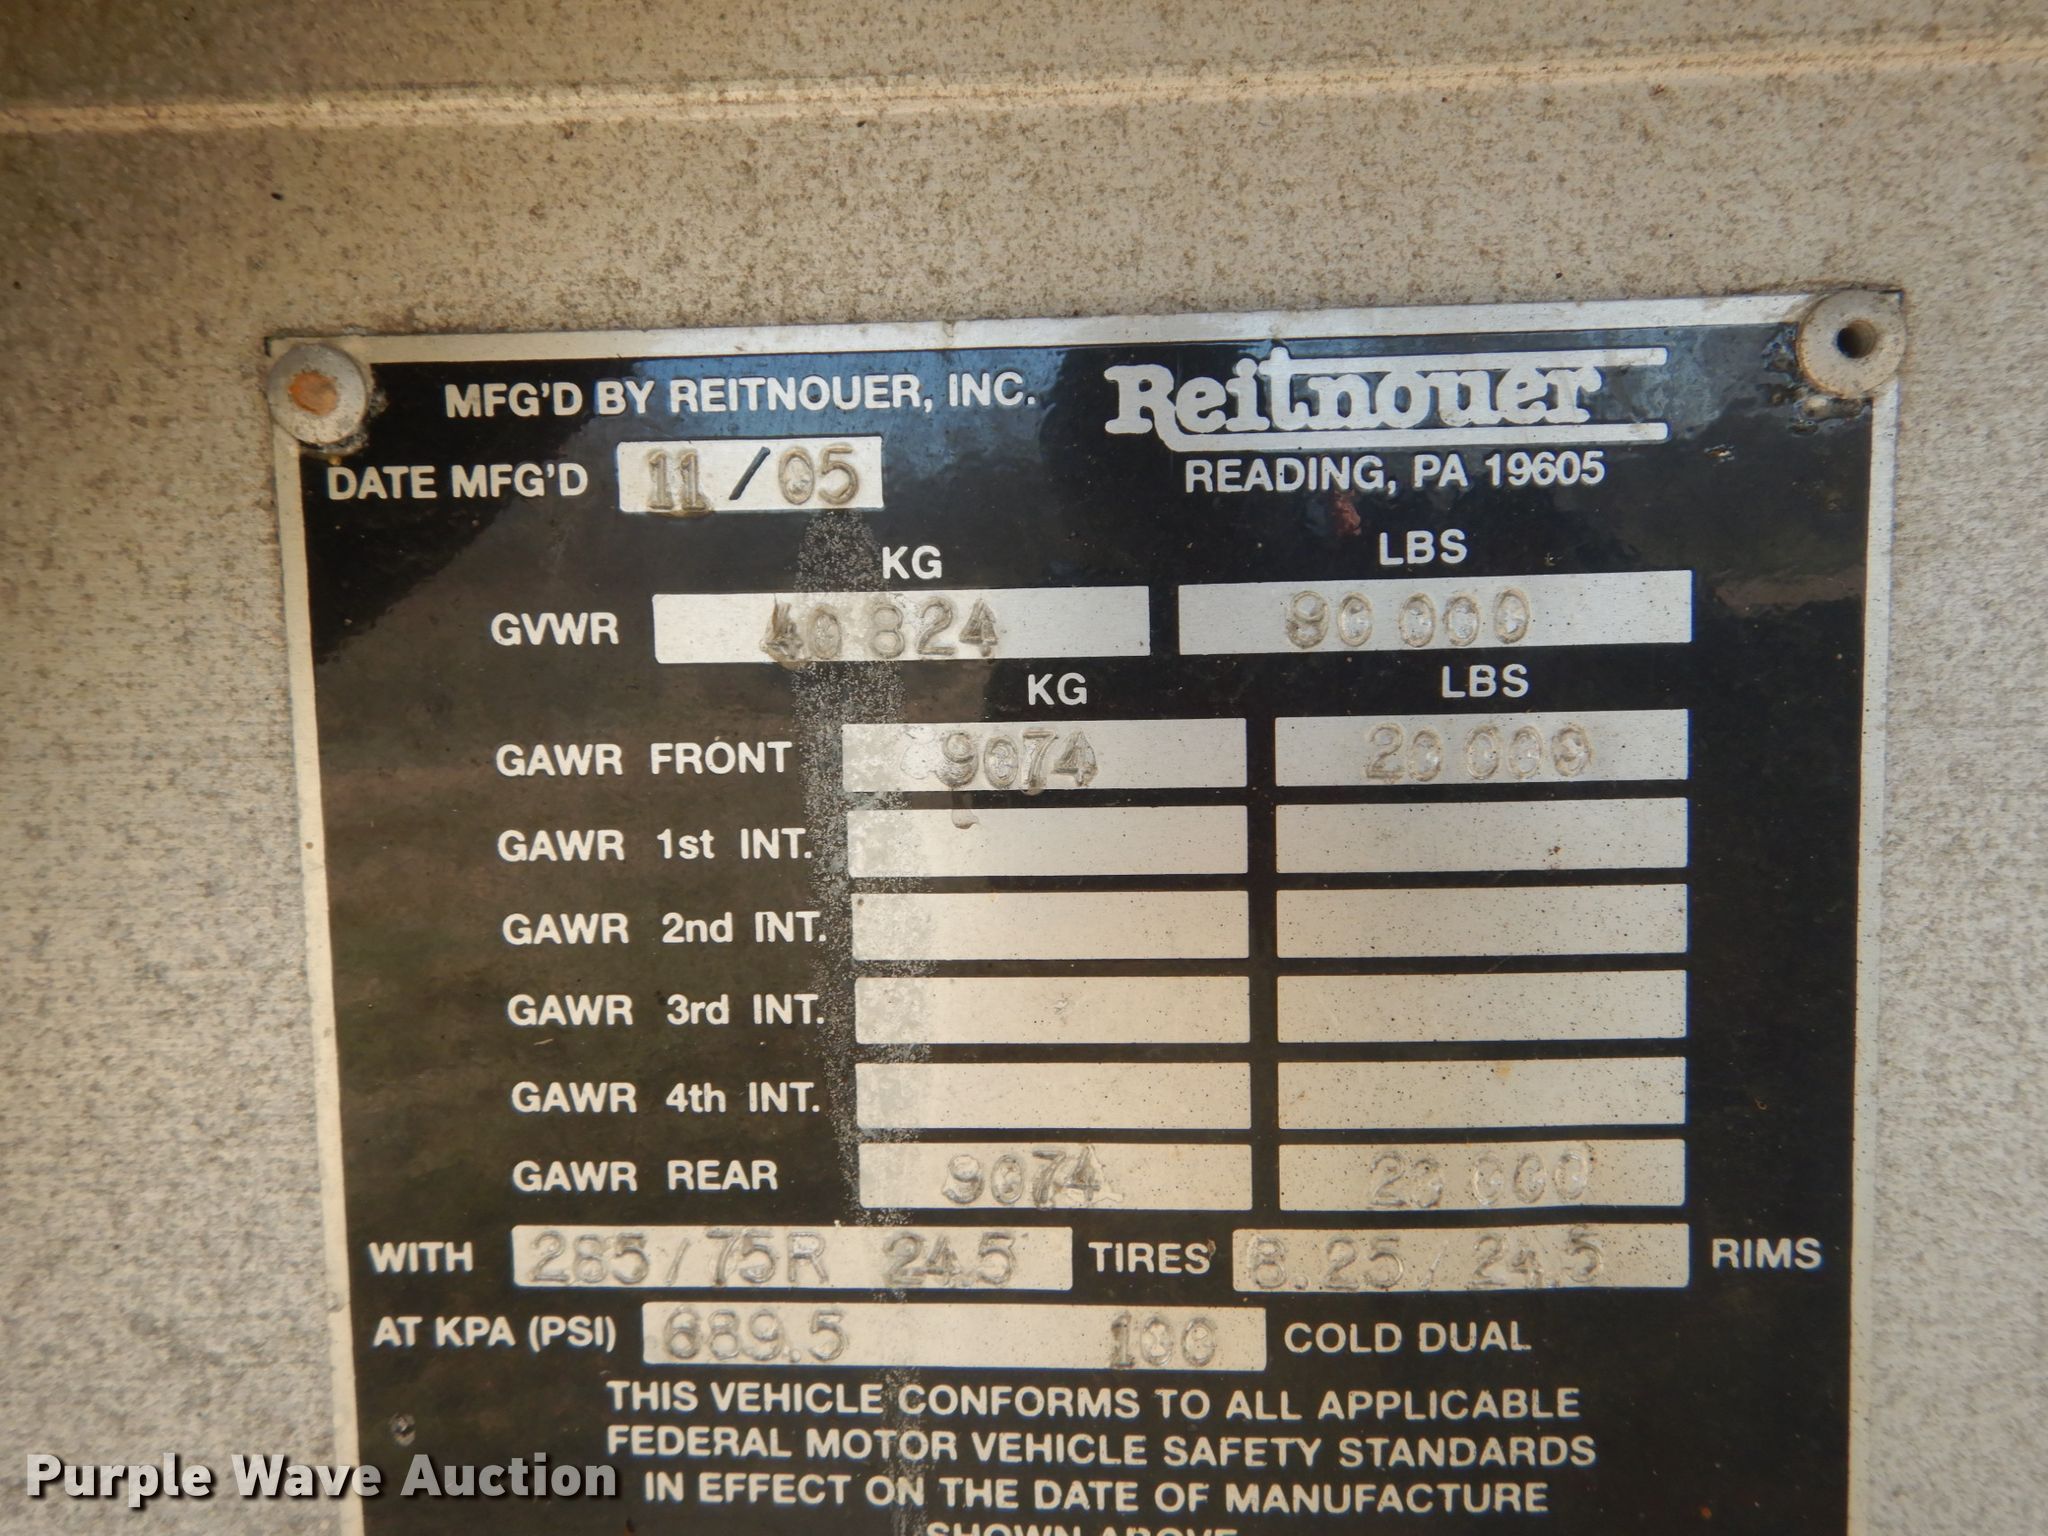 MFG'D BY REITNOUER, INC. Reitnouer
DATE MFG'D 11/05 READING, PA 19605
KG LBS
GVWR 40824 90000
KG LBS
GAWR FRONT 9074 20000
GAWR 1st INT.
GAWR 2nd INT.
GAWR 3rd INT.
GAWR 4th INT.
GAWR REAR 9074 20000
WITH 285/75R 24.5 TIRES 8.25/24.5 RIMS
AT KPA (PSI) 689.5 100 COLD DUAL
THIS VEHICLE CONFORMS TO ALL APPLICABLE
FEDERAL MOTOR VEHICLE SAFETY STANDARDS
IN EFFECT ON THE DATE OF MANUFACTURE
SHOWN ABOVE
Purple Wave Auction